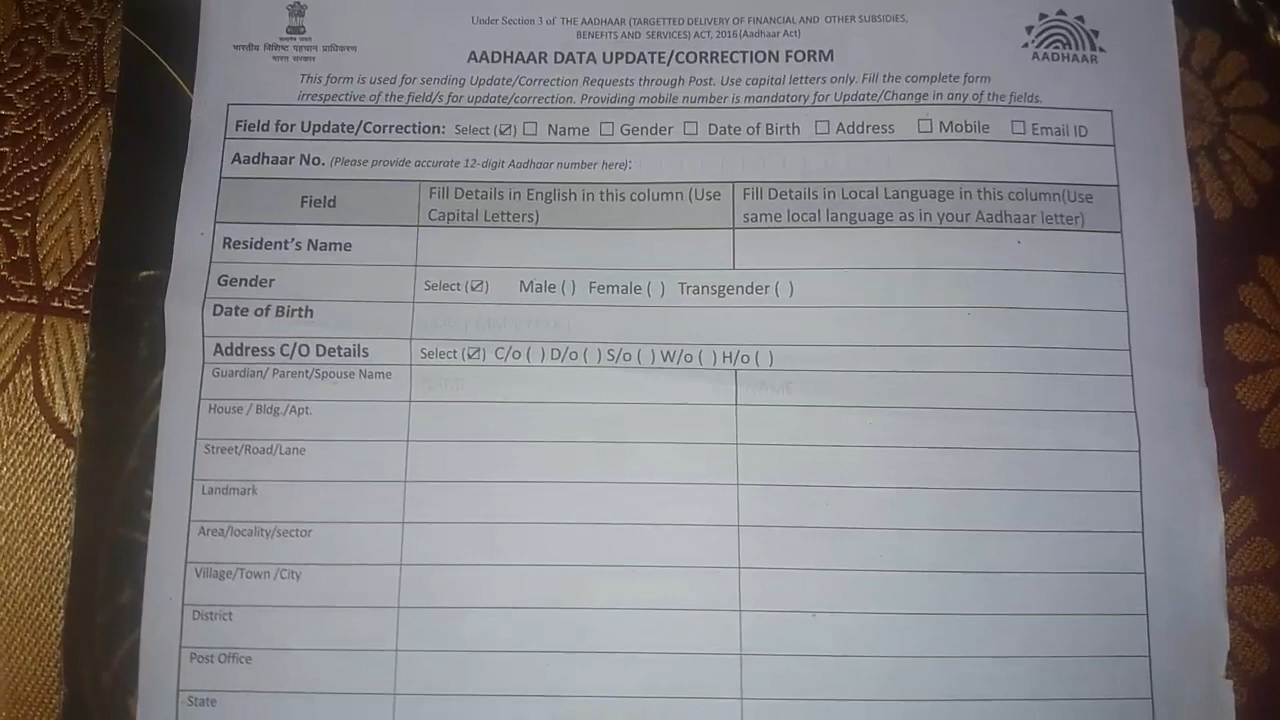 Under Section 3 of THE AADHAAR (TARGETTED DELIVERY OF FINANCIAL AND OTHER SUBSIDIES,
BENEFITS AND SERVICES) ACT, 2016 (Aadhaar Act)
सत्यमेव जयते
भारतीय विशिष्ट पहचान प्राधिकरण
भारत सरकार
AADHAAR
AADHAAR DATA UPDATE/CORRECTION FORM
This form is used for sending Update/Correction Requests through Post. Use capital letters only. Fill the complete form
irrespective of the field/s for update/correction. Providing mobile number is mandatory for Update/Change in any of the fields.
Field for Update/Correction: Select (☑) ☐ Name ☐ Gender ☐ Date of Birth ☐ Address ☐ Mobile ☐ Email ID
Aadhaar No. (Please provide accurate 12-digit Aadhaar number here):
Field
Fill Details in English in this column (Use
Capital Letters)
Fill Details in Local Language in this column(Use
same local language as in your Aadhaar letter)
Resident's Name
Gender Select (☑) Male ( ) Female ( ) Transgender ( )
Date of Birth
Address C/O Details Select (☑) C/o ( ) D/o ( ) S/o ( ) W/o ( ) H/o ( )
Guardian/ Parent/Spouse Name NAME NAME
House / Bldg./Apt.
Street/Road/Lane
Landmark
Area/locality/sector
Village/Town /City
District
Post Office
State